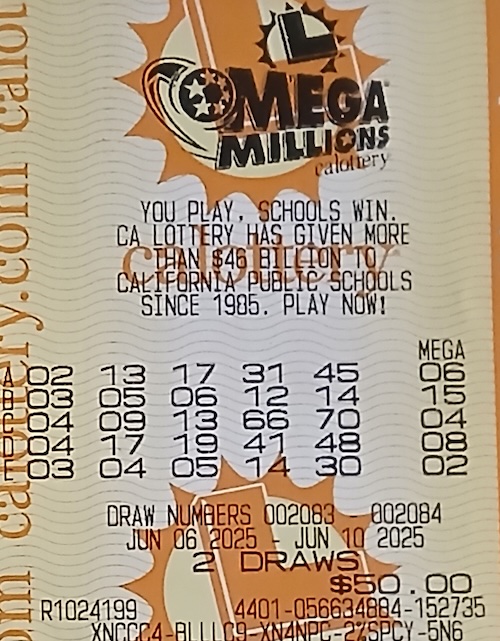 L
MEGA
MILLIONS
calottery
YOU PLAY, SCHOOLS WIN.
CA LOTTERY HAS GIVEN MORE
THAN $46 BILLION TO
calottery
CALIFORNIA PUBLIC SCHOOLS
SINCE 1985. PLAY NOW!
MEGA
A 02 13 17 31 45 06
B 03 05 06 12 14 15
C 04 09 13 66 70 04
D 04 17 19 41 48 08
E 03 04 05 14 30 02
DRAW NUMBERS 002083 - 002084
JUN 06 2025 - JUN 10 2025
2 DRAWS
$50.00
R1024199 4401-056634884-152735